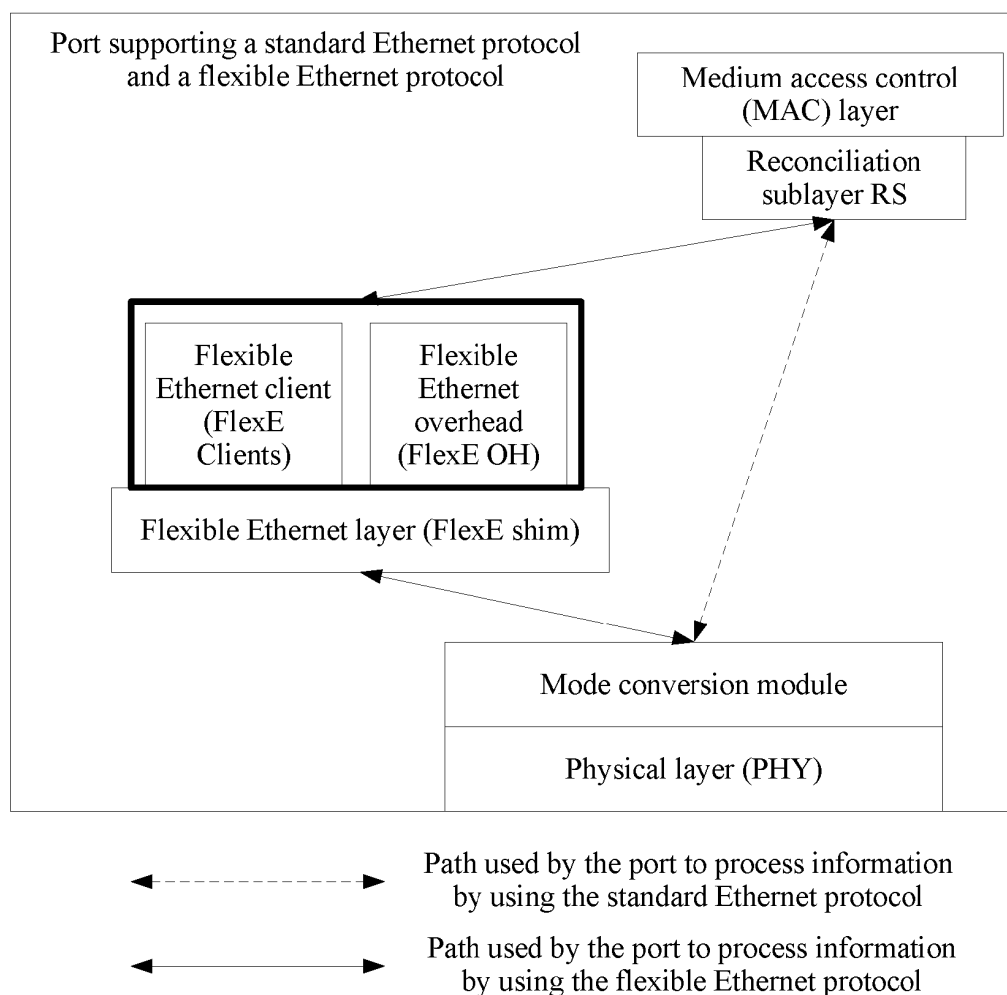 Port supporting a standard Ethernet protocol
and a flexible Ethernet protocol
Medium access control
(MAC) layer
Reconciliation
sublayer RS
Flexible
Ethernet client
(FlexE
Clients)
Flexible
Ethernet
overhead
(FlexE OH)
Flexible Ethernet layer (FlexE shim)
Mode conversion module
Physical layer (PHY)
Path used by the port to process information
by using the standard Ethernet protocol
Path used by the port to process information
by using the flexible Ethernet protocol